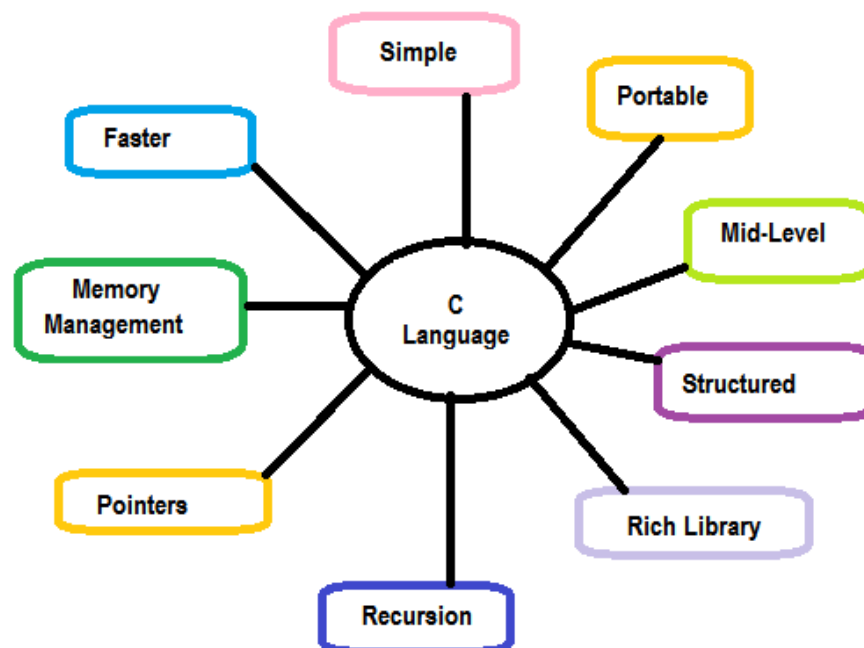 Simple
Portable
Faster
Mid-Level
Memory
Management
C
Language
Structured
Pointers
Rich Library
Recursion